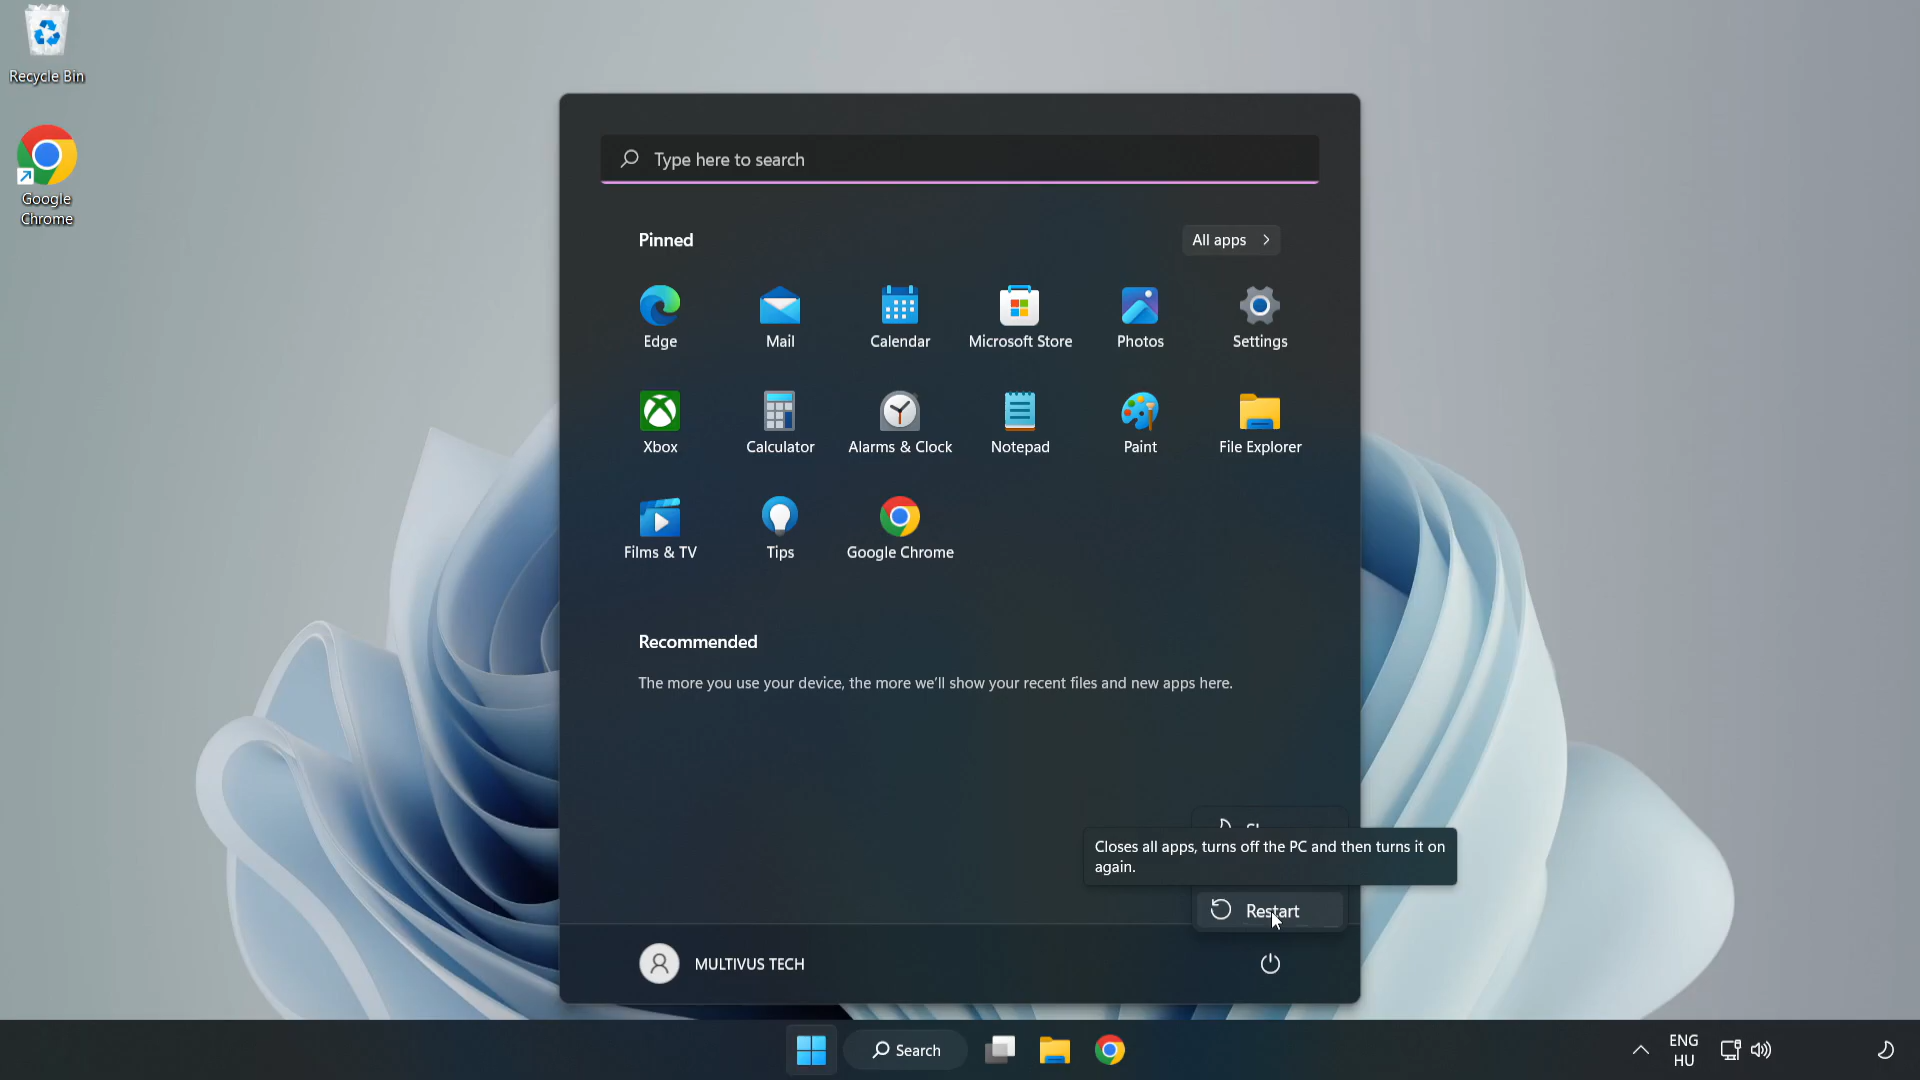 Recycle Bin
Google
Chrome
Type here to search
Pinned
All apps
Edge
Mail
Calendar
Microsoft Store
Photos
Settings
Xbox
Calculator
Alarms & Clock
Notepad
Paint
File Explorer
Films & TV
Tips
Google Chrome
Recommended
The more you use your device, the more we'll show your recent files and new apps here.
Closes all apps, turns off the PC and then turns it on
again.
Restart
MULTIVUS TECH
Search
ENG
HU